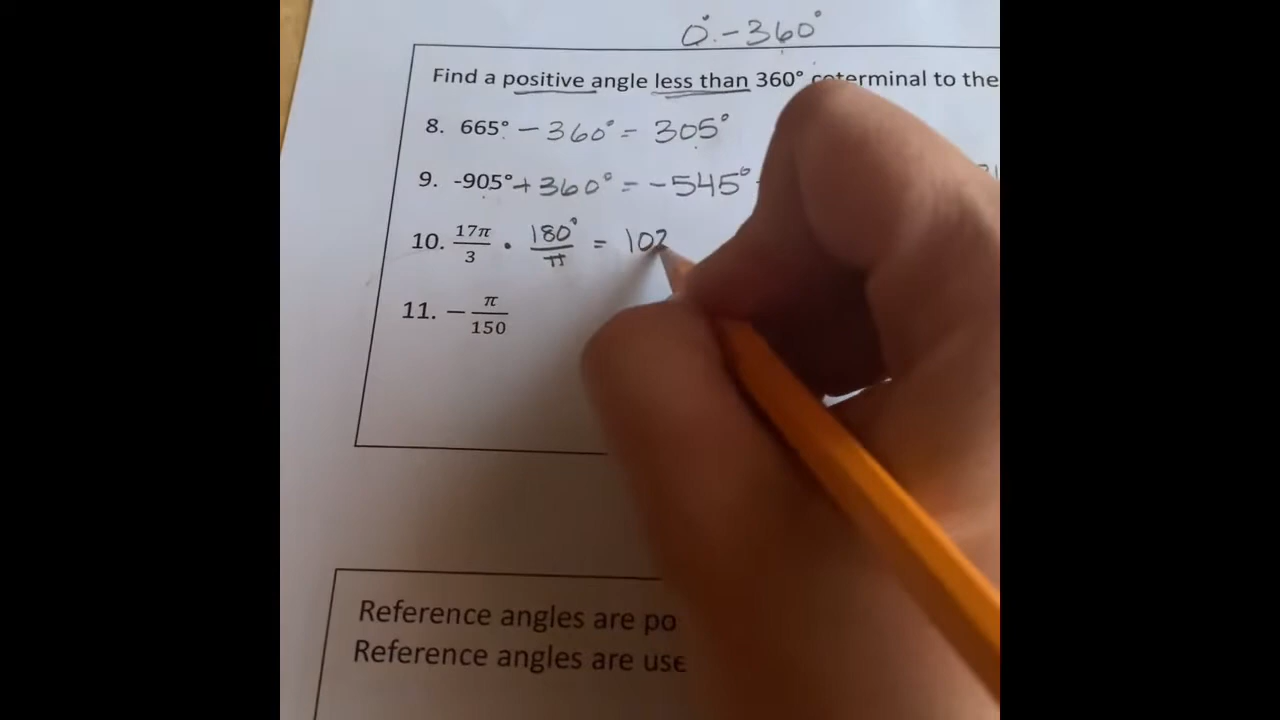 0°-360°
Find a positive angle less than 360° coterminal to the
8. 665° - 360° = 305°
9. -905° + 360° = -545°
10. 17π/3 · 180°/π = 102
11. - π/150
Reference angles are po
Reference angles are use